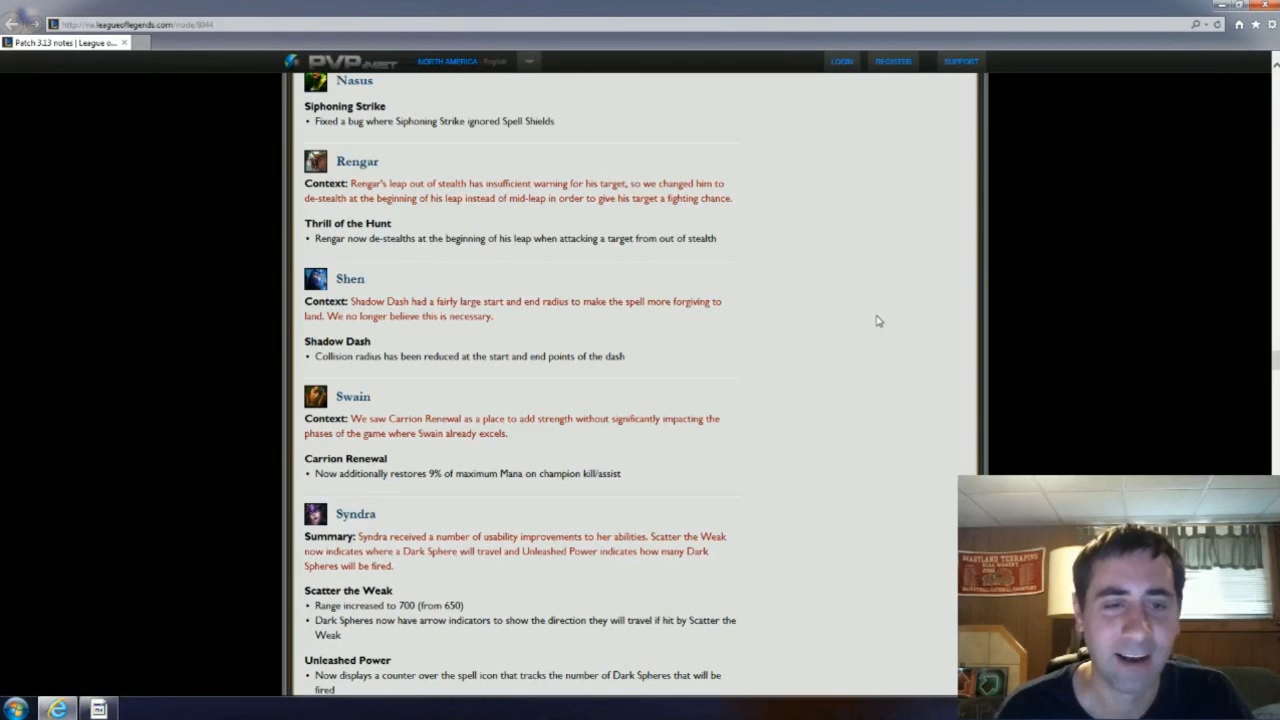 http://na.leagueoflegends.com/node/8044
Patch 3.13 notes | League o...
PVP.NET
NORTH AMERICA - English
LOGIN
REGISTER
SUPPORT
Nasus
Siphoning Strike
• Fixed a bug where Siphoning Strike ignored Spell Shields
Rengar
Context: Rengar's leap out of stealth has insufficient warning for his target, so we changed him to
de-stealth at the beginning of his leap instead of mid-leap in order to give his target a fighting chance.
Thrill of the Hunt
• Rengar now de-stealths at the beginning of his leap when attacking a target from out of stealth
Shen
Context: Shadow Dash had a fairly large start and end radius to make the spell more forgiving to
land. We no longer believe this is necessary.
Shadow Dash
• Collision radius has been reduced at the start and end points of the dash
Swain
Context: We saw Carrion Renewal as a place to add strength without significantly impacting the
phases of the game where Swain already excels.
Carrion Renewal
• Now additionally restores 9% of maximum Mana on champion kill/assist
Syndra
Summary: Syndra received a number of usability improvements to her abilities. Scatter the Weak
now indicates where a Dark Sphere will travel and Unleashed Power indicates how many Dark
Spheres will be fired.
Scatter the Weak
• Range increased to 700 (from 650)
• Dark Spheres now have arrow indicators to show the direction they will travel if hit by Scatter the
Weak
Unleashed Power
• Now displays a counter over the spell icon that tracks the number of Dark Spheres that will be
fired
MARYLAND TERRAPINS